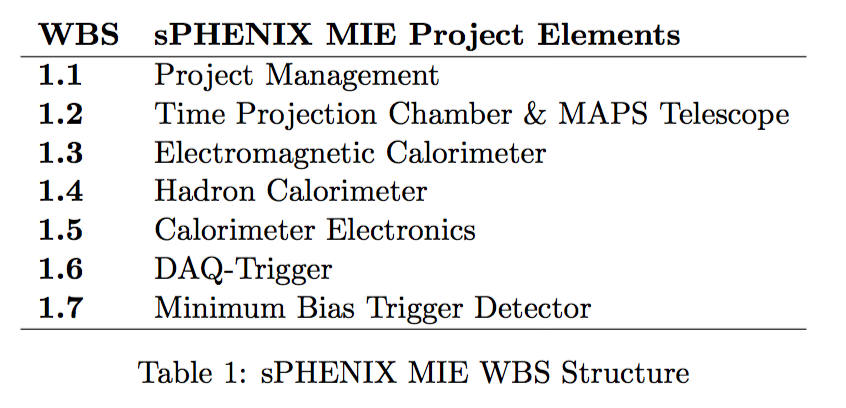 WBS sPHENIX MIE Project Elements
1.1 Project Management
1.2 Time Projection Chamber & MAPS Telescope
1.3 Electromagnetic Calorimeter
1.4 Hadron Calorimeter
1.5 Calorimeter Electronics
1.6 DAQ-Trigger
1.7 Minimum Bias Trigger Detector
Table 1: sPHENIX MIE WBS Structure